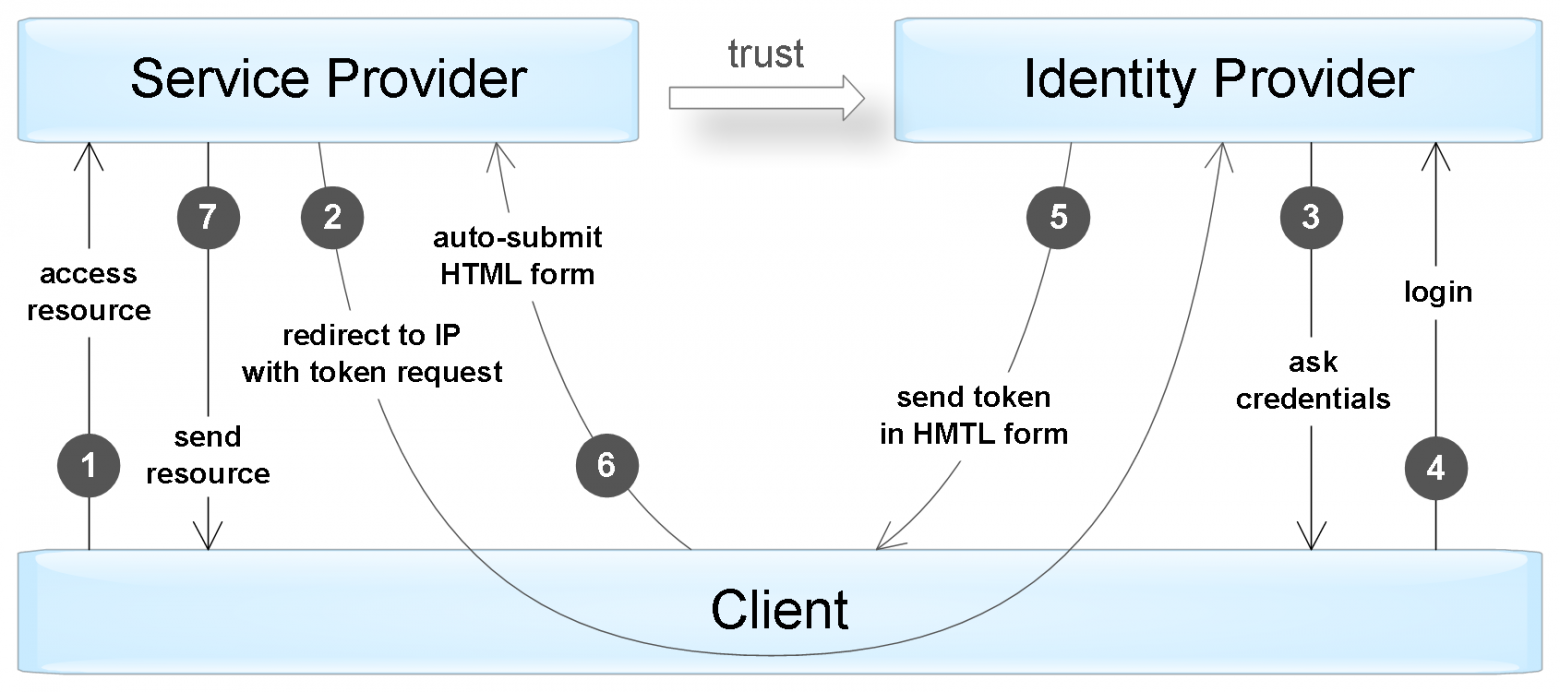 Service Provider
trust
Identity Provider
7
2
5
3
auto-submit
HTML form
access
resource
login
redirect to IP
with token request
ask
credentials
send token
in HMTL form
send
resource
1
6
4
Client